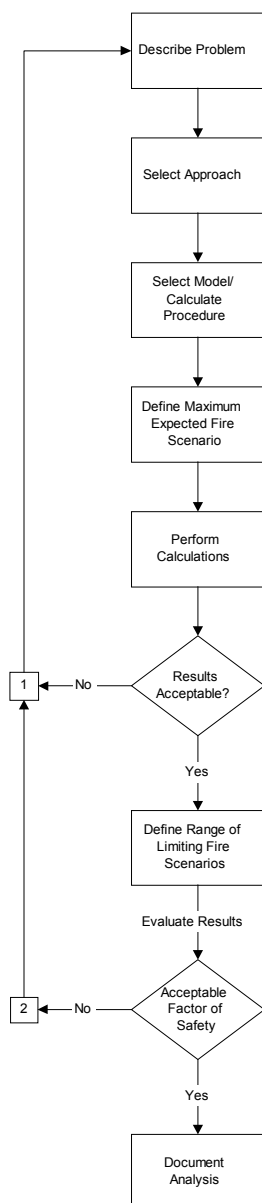 Describe Problem
Select Approach
Select Model/
Calculate
Procedure
Define Maximum
Expected Fire
Scenario
Perform
Calculations
Results
Acceptable?
No
1
Yes
Define Range of
Limiting Fire
Scenarios
Evaluate Results
Acceptable
Factor of
Safety
No
2
Yes
Document
Analysis